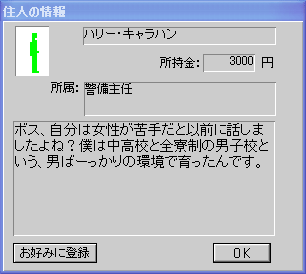 住人の情報
ハリー・キャラハン
所持金: 3000 円
所属: 警備主任
ボス、自分は女性が苦手だと以前に話しま
したよね？僕は中高校と全寮制の男子校と
いう、男ばーっかりの環境で育ったんです。
お好みに登録
OK